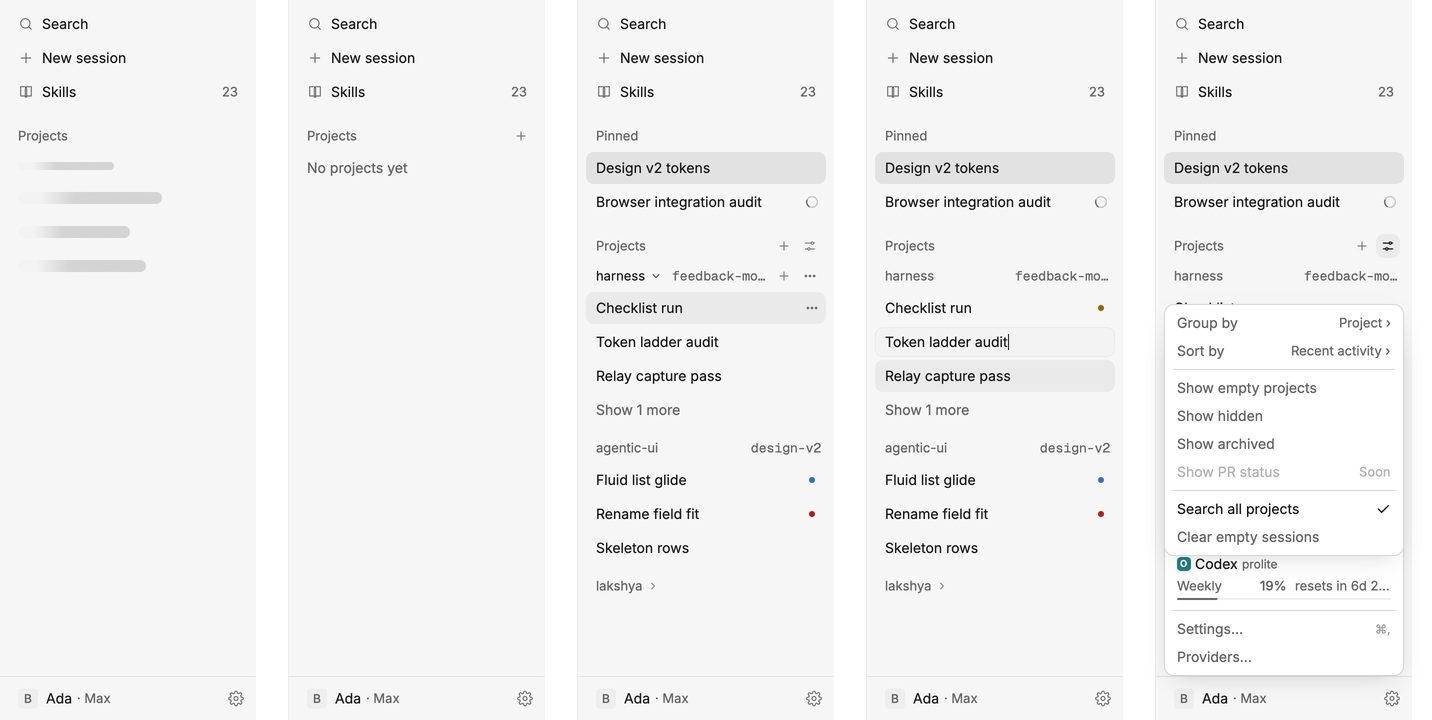 Search
New session
Skills 23
Projects
B Ada · Max
Search
New session
Skills 23
Projects
No projects yet
B Ada · Max
Search
New session
Skills 23
Pinned
Design v2 tokens
Browser integration audit
Projects
harness feedback-mo…
Checklist run
Token ladder audit
Relay capture pass
Show 1 more
agentic-ui design-v2
Fluid list glide
Rename field fit
Skeleton rows
lakshya
B Ada · Max
Search
New session
Skills 23
Pinned
Design v2 tokens
Browser integration audit
Projects
harness feedback-mo…
Checklist run
Token ladder audit
Relay capture pass
Show 1 more
agentic-ui design-v2
Fluid list glide
Rename field fit
Skeleton rows
lakshya
B Ada · Max
Search
New session
Skills 23
Pinned
Design v2 tokens
Browser integration audit
Projects
harness feedback-mo…
Group by Project ›
Sort by Recent activity ›
Show empty projects
Show hidden
Show archived
Show PR status Soon
Search all projects
Clear empty sessions
O Codex prolite
Weekly 19% resets in 6d 2…
Settings... ⌘,
Providers...
B Ada · Max